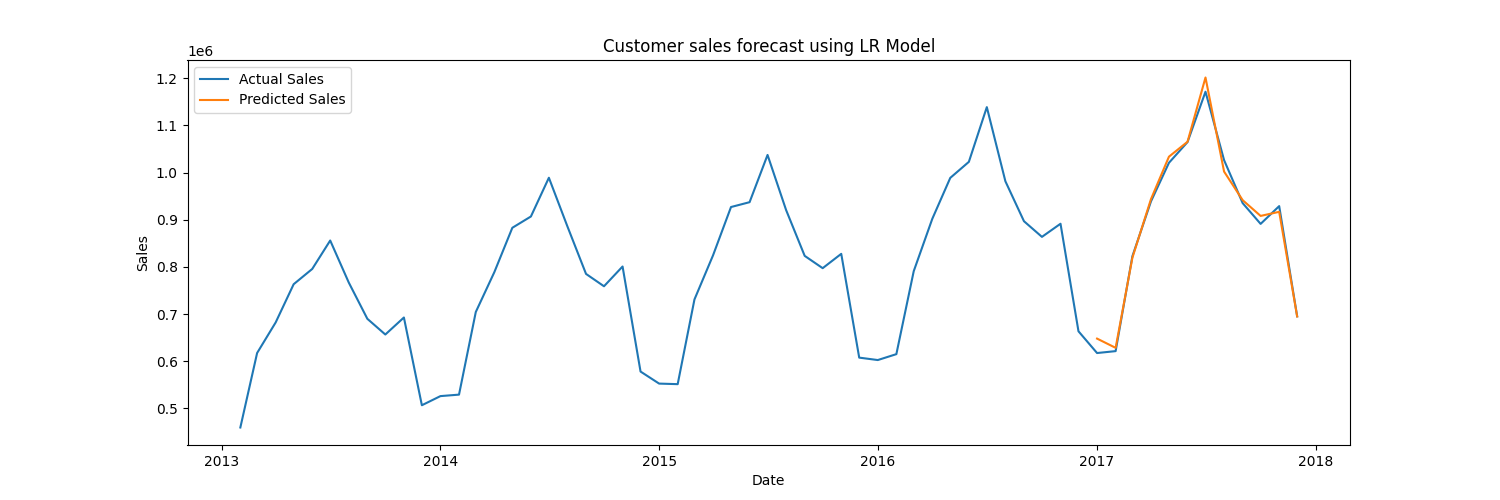 Customer sales forecast using LR Model
1e6
Actual Sales
Predicted Sales
1.2
1.1
1.0
0.9
0.8
0.7
0.6
0.5
Sales
2013 2014 2015 2016 2017 2018
Date